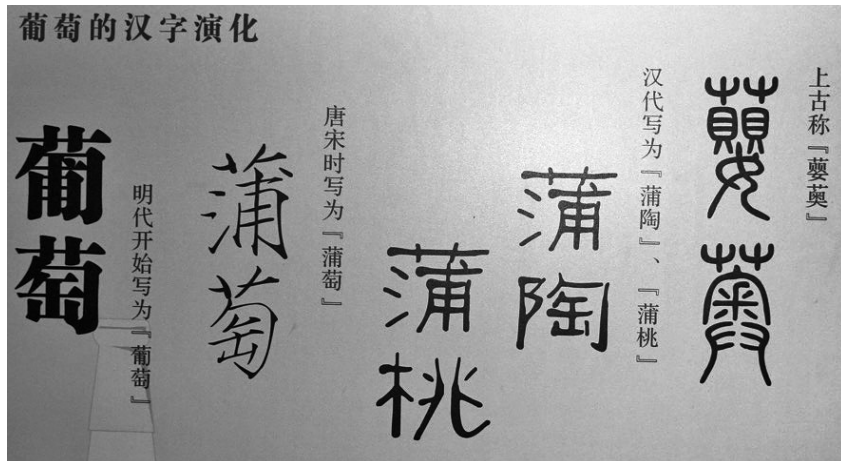 葡萄的汉字演化
上古称『蘡薁』
蘡薁
汉代写为『蒲陶』、『蒲桃』
蒲陶
蒲桃
唐宋时写为『蒲萄』
蒲萄
明代开始写为『葡萄』
葡萄